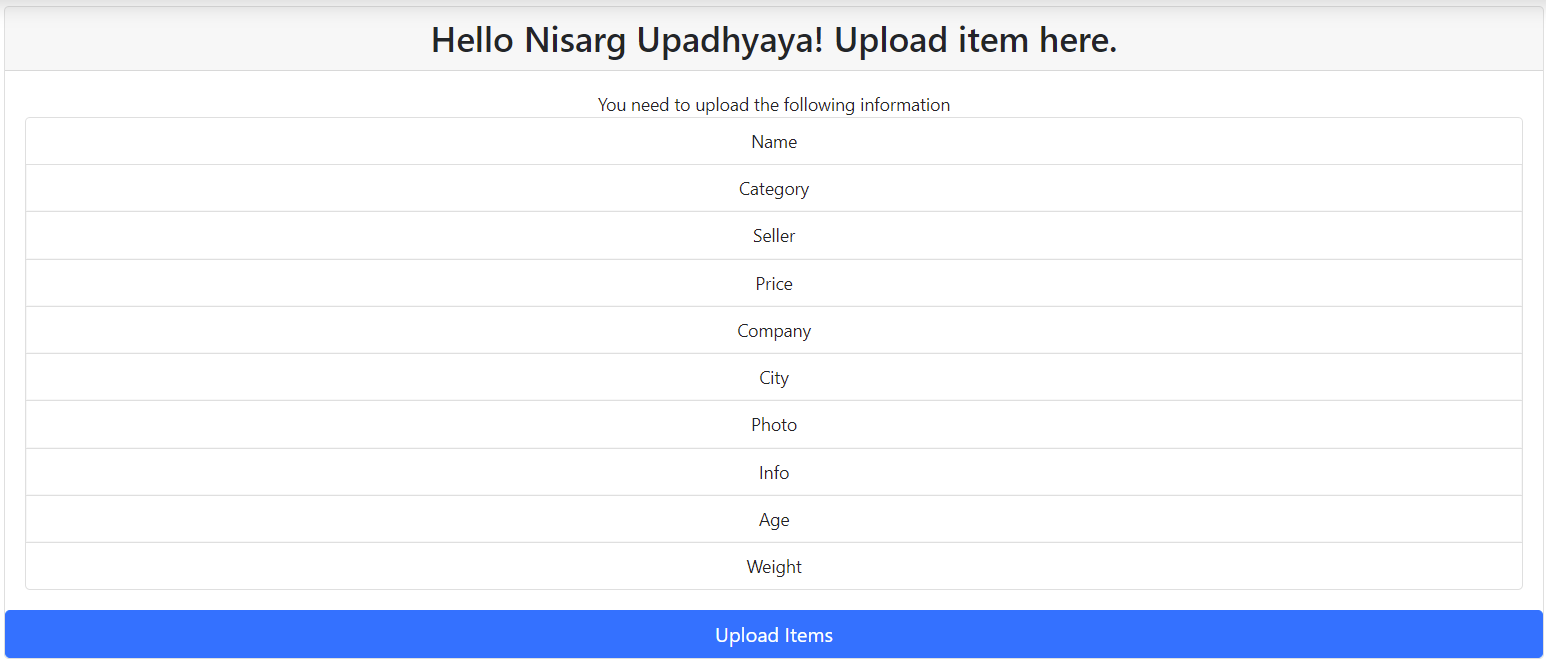 Hello Nisarg Upadhyaya! Upload item here.
You need to upload the following information
Name
Category
Seller
Price
Company
City
Photo
Info
Age
Weight
Upload Items